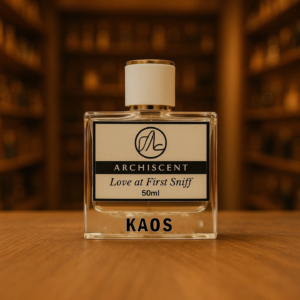 ARCHISCENT
Love at First Sniff
50ml
KAOS